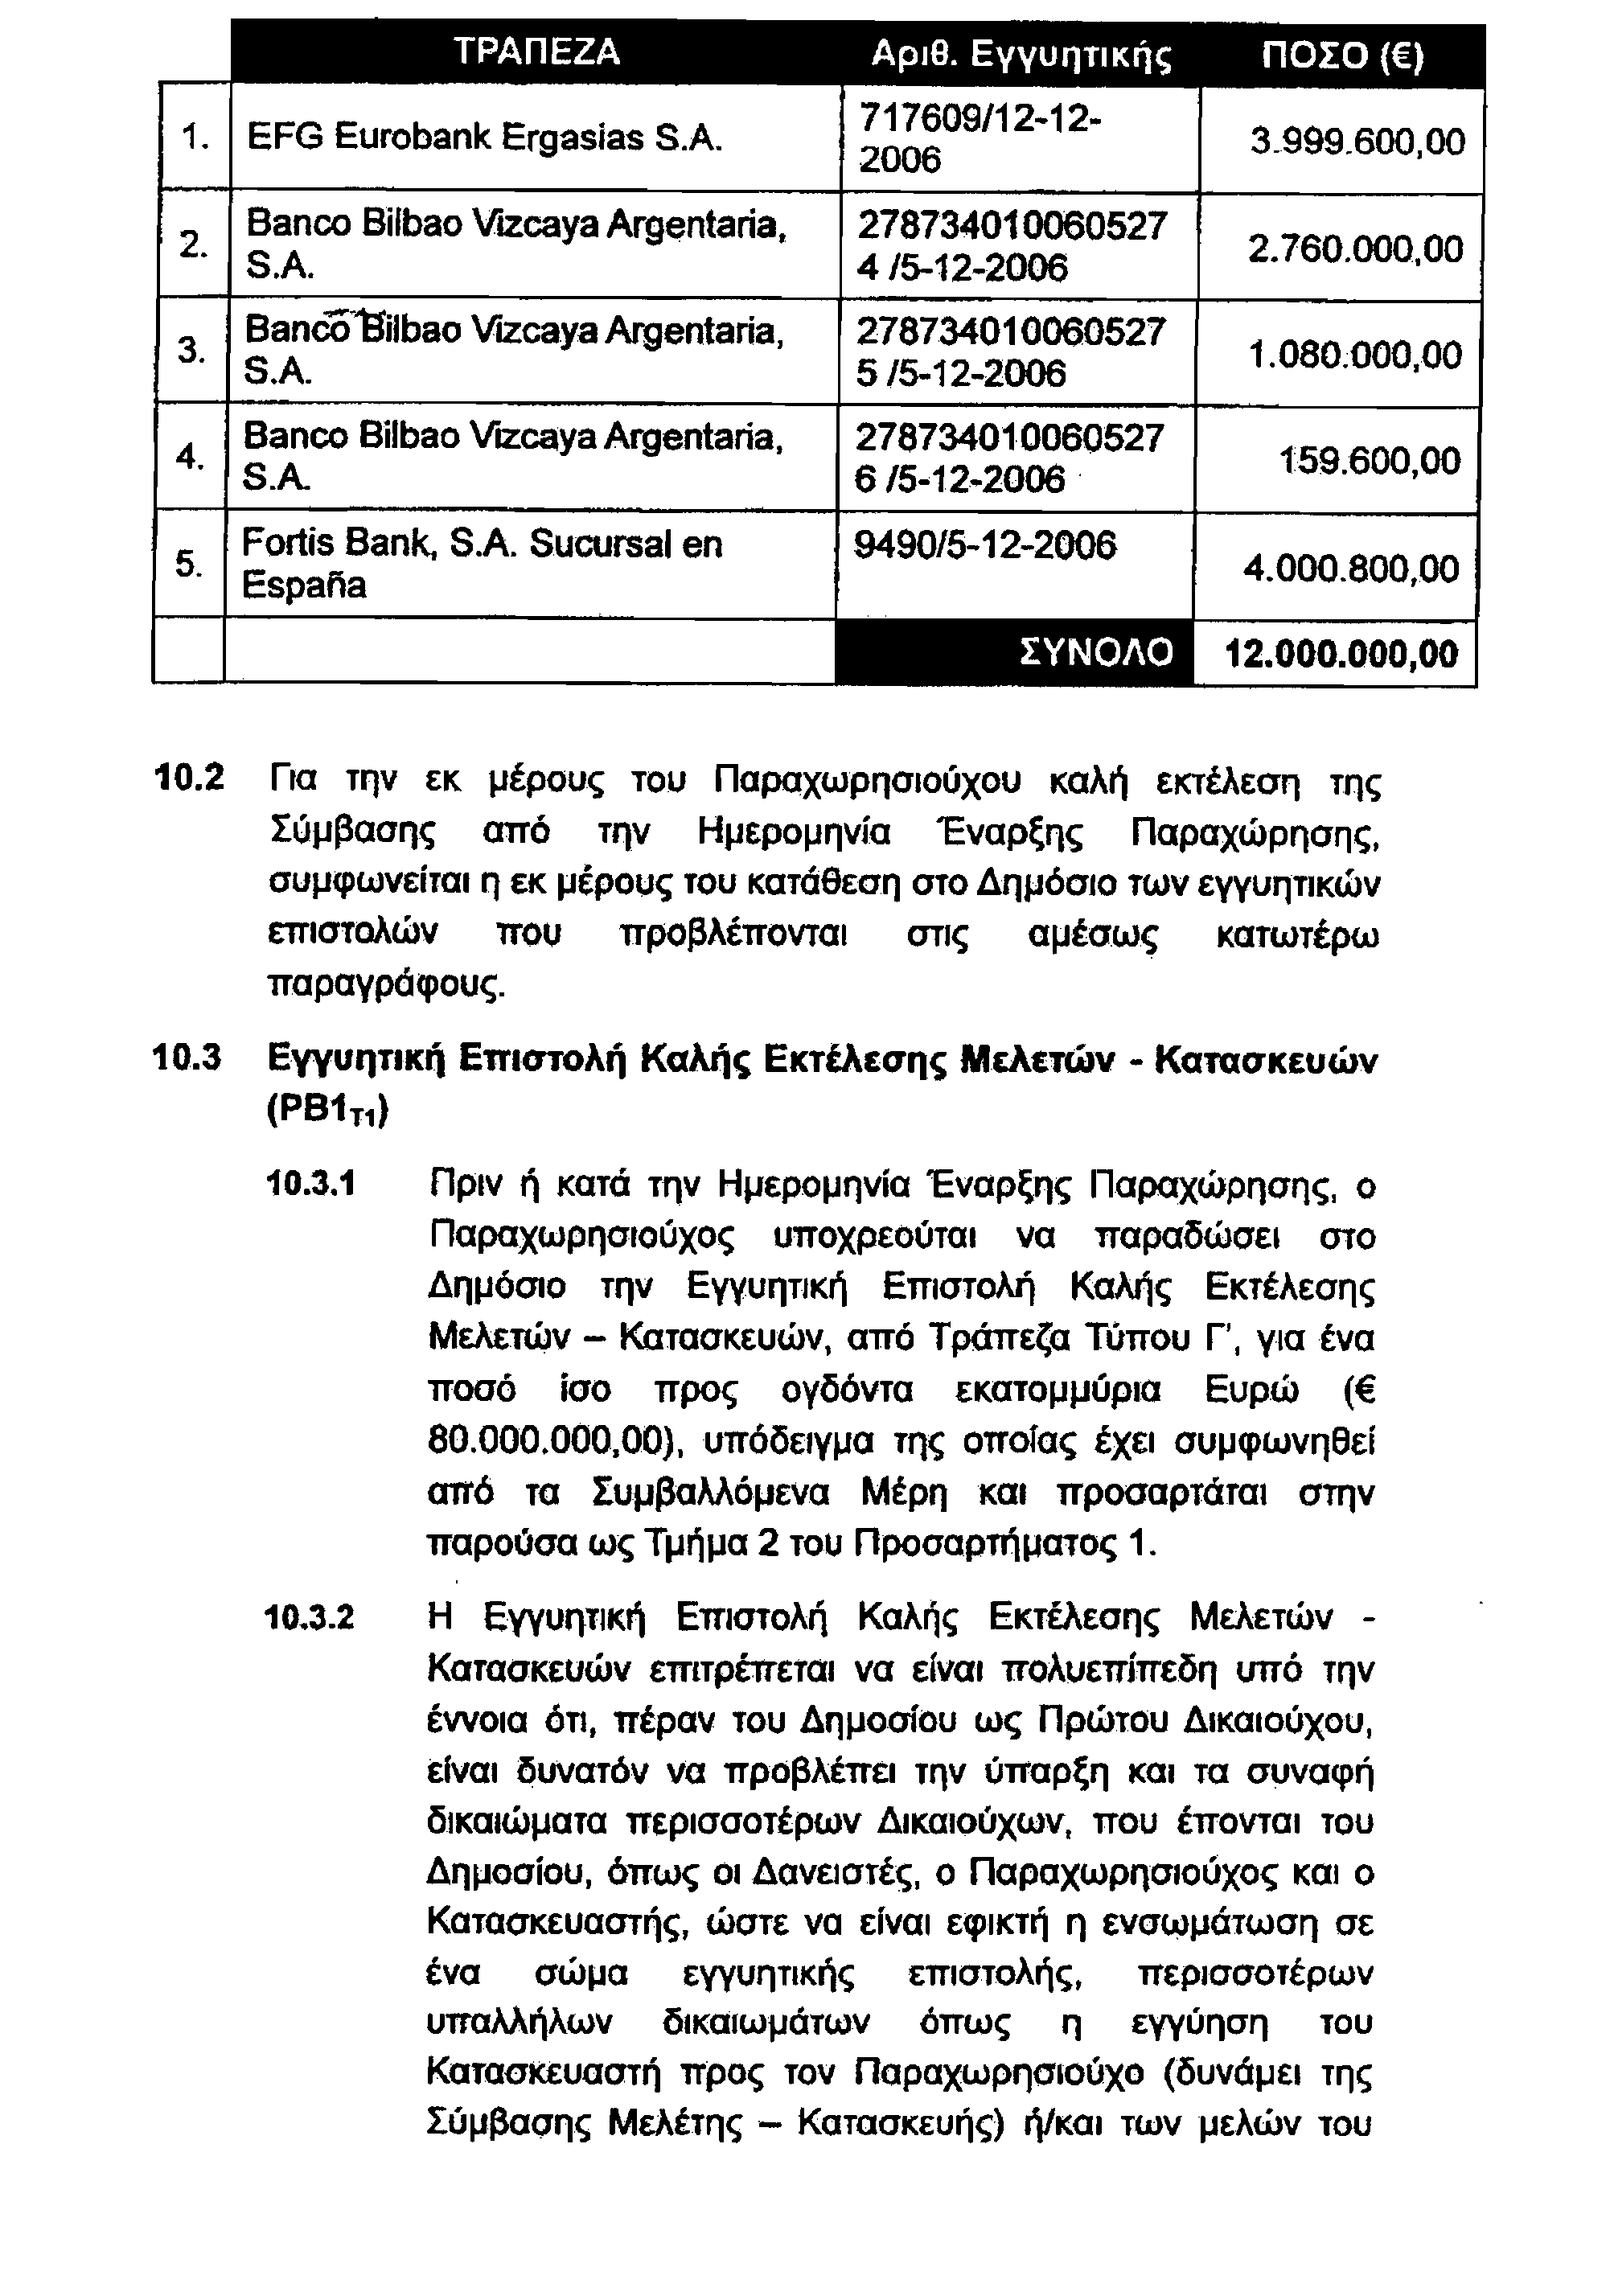 ΤΡΑΠΕΖΑ Αριθ. Εγγυητικής ΠΟΣΟ (€)
1. EFG Eurobank Ergasias S.A. 717609/12-12-
2006 3.999.600,00
2. Banco Bilbao Vizcaya Argentaria,
S.A. 278734010060527
4 /5-12-2006 2.760.000,00
3. Banco Bilbao Vizcaya Argentaria,
S.A. 278734010060527
5 /5-12-2006 1.080.000,00
4. Banco Bilbao Vizcaya Argentaria,
S.A. 278734010060527
6 /5-12-2006 159.600,00
5. Fortis Bank, S.A. Sucursal en
España 9490/5-12-2006 4.000.800,00
ΣΥΝΟΛΟ 12.000.000,00
10.2 Για την εκ μέρους του Παραχωρησιούχου καλή εκτέλεση της
Σύμβασης από την Ημερομηνία Έναρξης Παραχώρησης,
συμφωνείται η εκ μέρους του κατάθεση στο Δημόσιο των εγγυητικών
επιστολών που προβλέπονται στις αμέσως κατωτέρω
παραγράφους.
10.3 Εγγυητική Επιστολή Καλής Εκτέλεσης Μελετών - Κατασκευών
(PB1T1)
10.3.1 Πριν ή κατά την Ημερομηνία Έναρξης Παραχώρησης, ο
Παραχωρησιούχος υποχρεούται να παραδώσει στο
Δημόσιο την Εγγυητική Επιστολή Καλής Εκτέλεσης
Μελετών – Κατασκευών, από Τράπεζα Τύπου Γ', για ένα
ποσό ίσο προς ογδόντα εκατομμύρια Ευρώ (€
80.000.000,00), υπόδειγμα της οποίας έχει συμφωνηθεί
από τα Συμβαλλόμενα Μέρη και προσαρτάται στην
παρούσα ως Τμήμα 2 του Προσαρτήματος 1.
10.3.2 Η Εγγυητική Επιστολή Καλής Εκτέλεσης Μελετών -
Κατασκευών επιτρέπεται να είναι πολυεπίπεδη υπό την
έννοια ότι, πέραν του Δημοσίου ως Πρώτου Δικαιούχου,
είναι δυνατόν να προβλέπει την ύπαρξη και τα συναφή
δικαιώματα περισσοτέρων Δικαιούχων, που έπονται του
Δημοσίου, όπως οι Δανειστές, ο Παραχωρησιούχος και ο
Κατασκευαστής, ώστε να είναι εφικτή η ενσωμάτωση σε
ένα σώμα εγγυητικής επιστολής, περισσοτέρων
υπαλλήλων δικαιωμάτων όπως η εγγύηση του
Κατασκευαστή προς τον Παραχωρησιούχο (δυνάμει της
Σύμβασης Μελέτης – Κατασκευής) ή/και των μελών του